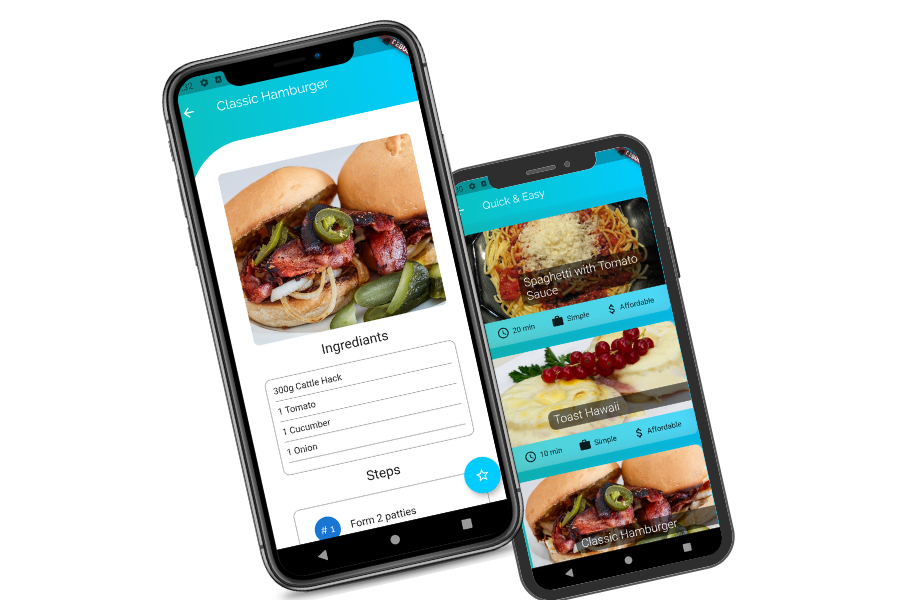 Classic Hamburger
Ingrediants
300g Cattle Hack
1 Tomato
1 Cucumber
1 Onion
Steps
# 1 Form 2 patties
Quick & Easy
Spaghetti with Tomato
Sauce
20 min Simple $ Affordable
Toast Hawaii
10 min Simple $ Affordable
Classic Hamburger